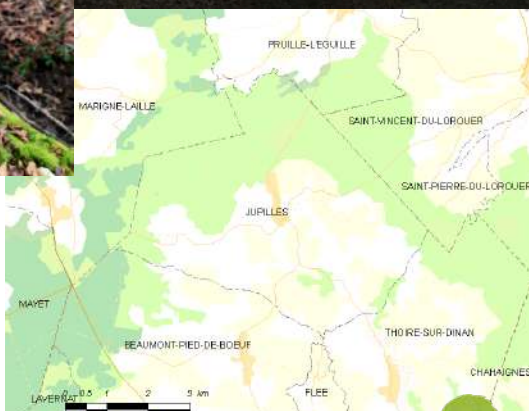 PRUILLE-L'EGUILLE
MARIGNE-LAILLE
SAINT-VINCENT-DU-LOROUER
SAINT-PIERRE-DU-LOROUER
JUPILLES
MAYET
BEAUMONT-PIED-DE-BOEUF
THOIRE-SUR-DINAN
CHAHAIGNES
LAVERNAT
FLEE
0 0.5 1 2 3 km